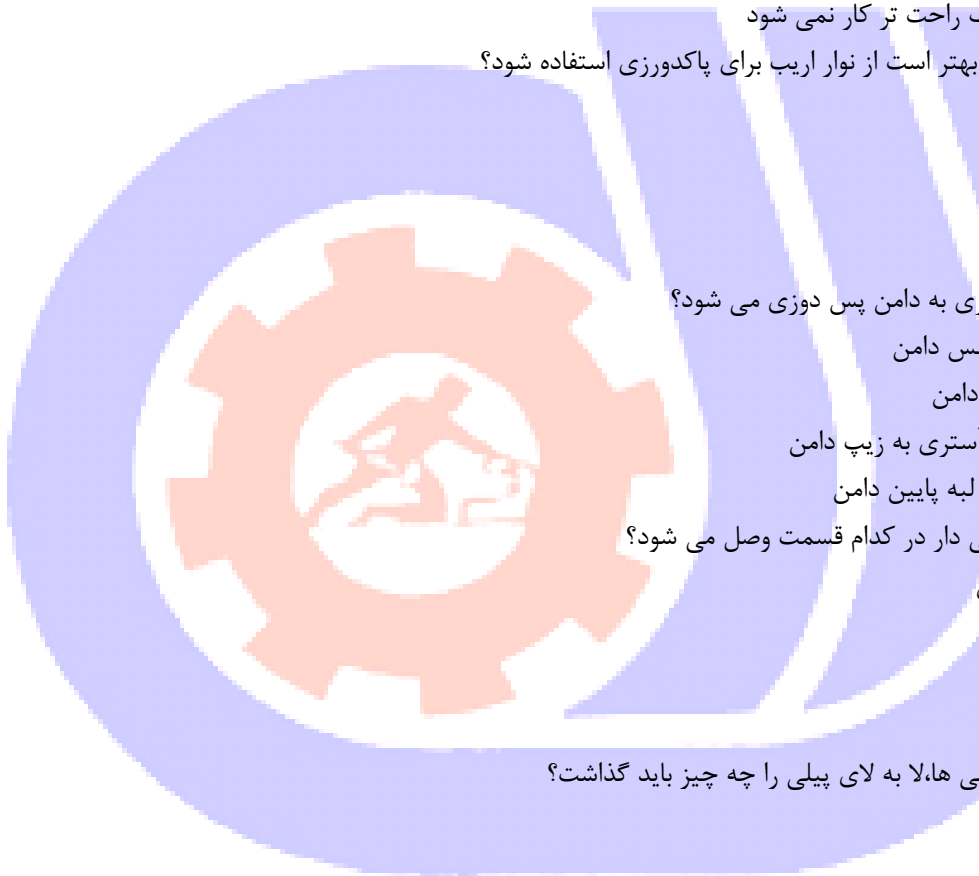 راحت تر کار نمی شود
بهتر است از نوار اریب برای پاکدورزی استفاده شود؟
به دامن پس دوزی می شود؟
دامن
دامن
به زیپ دامن
لبه پایین دامن
دار در کدام قسمت وصل می شود؟
ها،لا به لای پیلی را چه چیز باید گذاشت؟